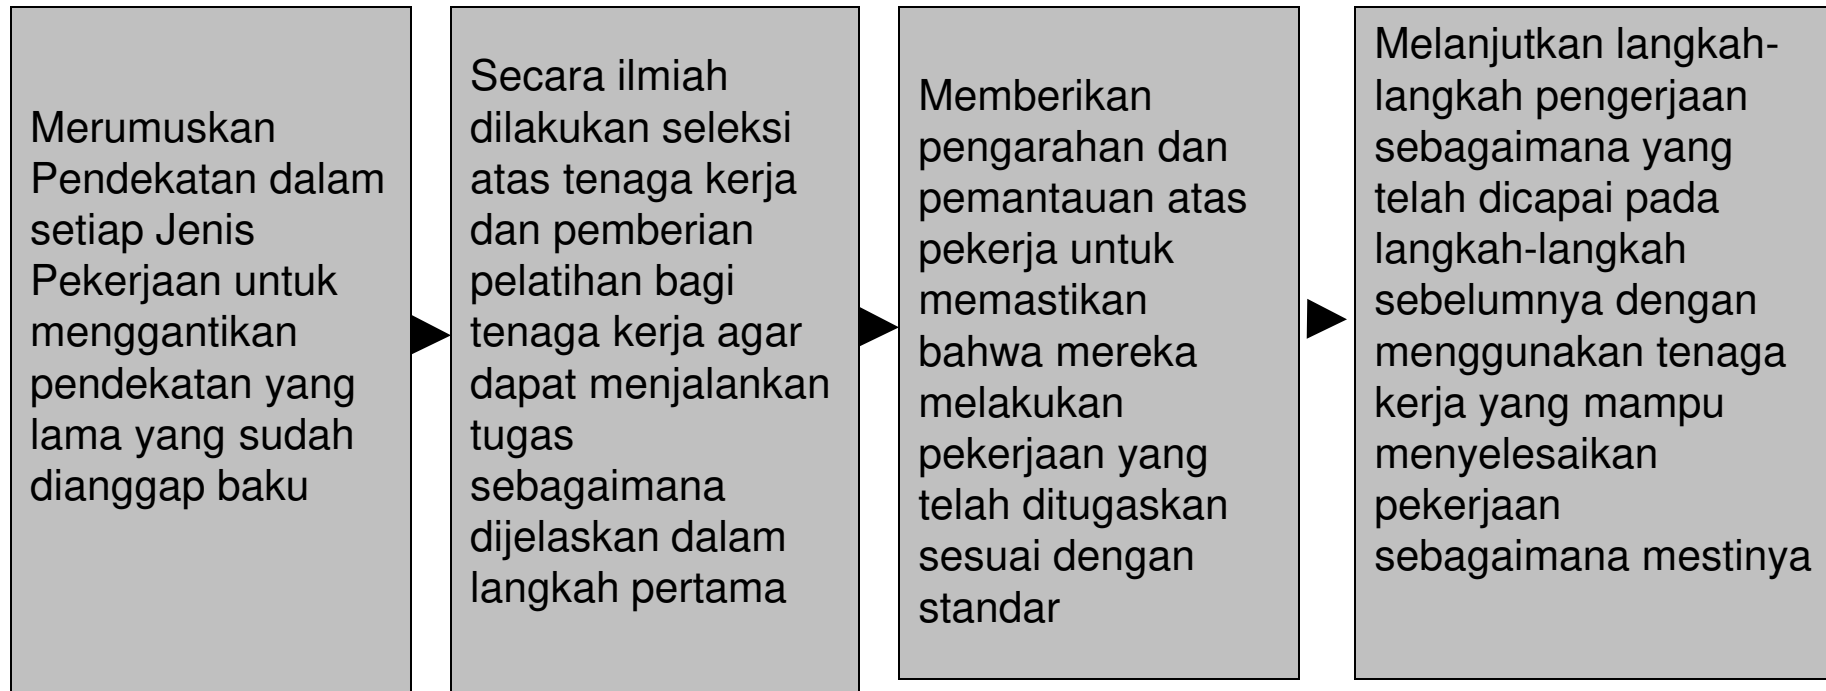 Merumuskan
Pendekatan dalam
setiap Jenis
Pekerjaan untuk
menggantikan
pendekatan yang
lama yang sudah
dianggap baku
Secara ilmiah
dilakukan seleksi
atas tenaga kerja
dan pemberian
pelatihan bagi
tenaga kerja agar
dapat menjalankan
tugas
sebagaimana
dijelaskan dalam
langkah pertama
Memberikan
pengarahan dan
pemantauan atas
pekerja untuk
memastikan
bahwa mereka
melakukan
pekerjaan yang
telah ditugaskan
sesuai dengan
standar
Melanjutkan langkah-
langkah pengerjaan
sebagaimana yang
telah dicapai pada
langkah-langkah
sebelumnya dengan
menggunakan tenaga
kerja yang mampu
menyelesaikan
pekerjaan
sebagaimana mestinya